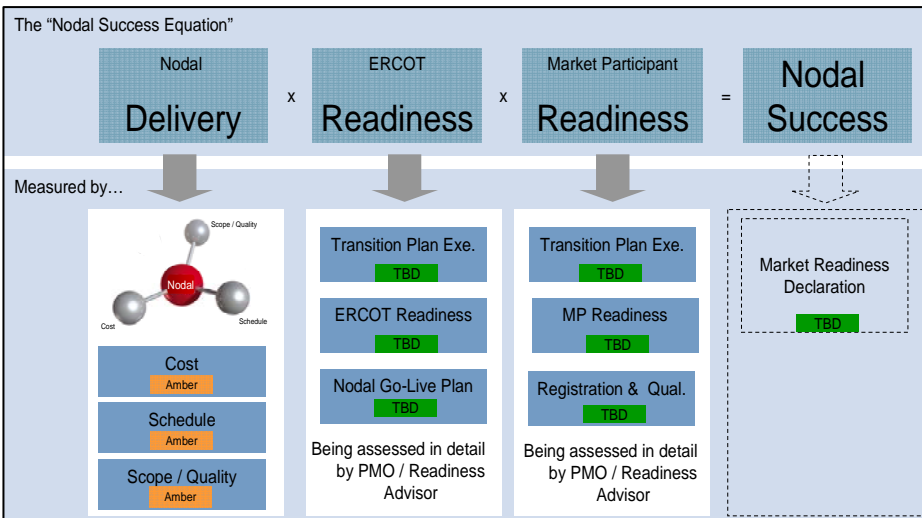 The “Nodal Success Equation”
Nodal
Delivery
x
ERCOT
Readiness
x
Market Participant
Readiness
=
Nodal
Success
Measured by…
Scope / Quality
Nodal
Cost
Schedule
Cost
Amber
Schedule
Amber
Scope / Quality
Amber
Transition Plan Exe.
TBD
ERCOT Readiness
TBD
Nodal Go-Live Plan
TBD
Being assessed in detail
by PMO / Readiness
Advisor
Transition Plan Exe.
TBD
MP Readiness
TBD
Registration & Qual.
TBD
Being assessed in detail
by PMO / Readiness
Advisor
Market Readiness
Declaration
TBD